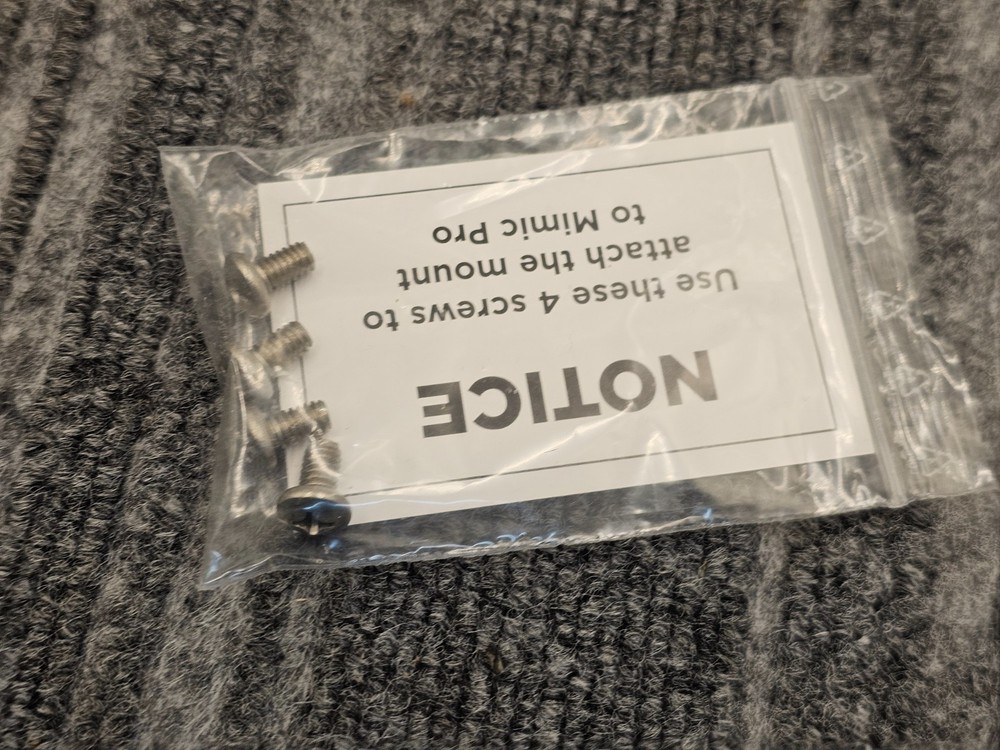 NOTICE
Use these 4 screws to
attach the mount
to Mimic Pro